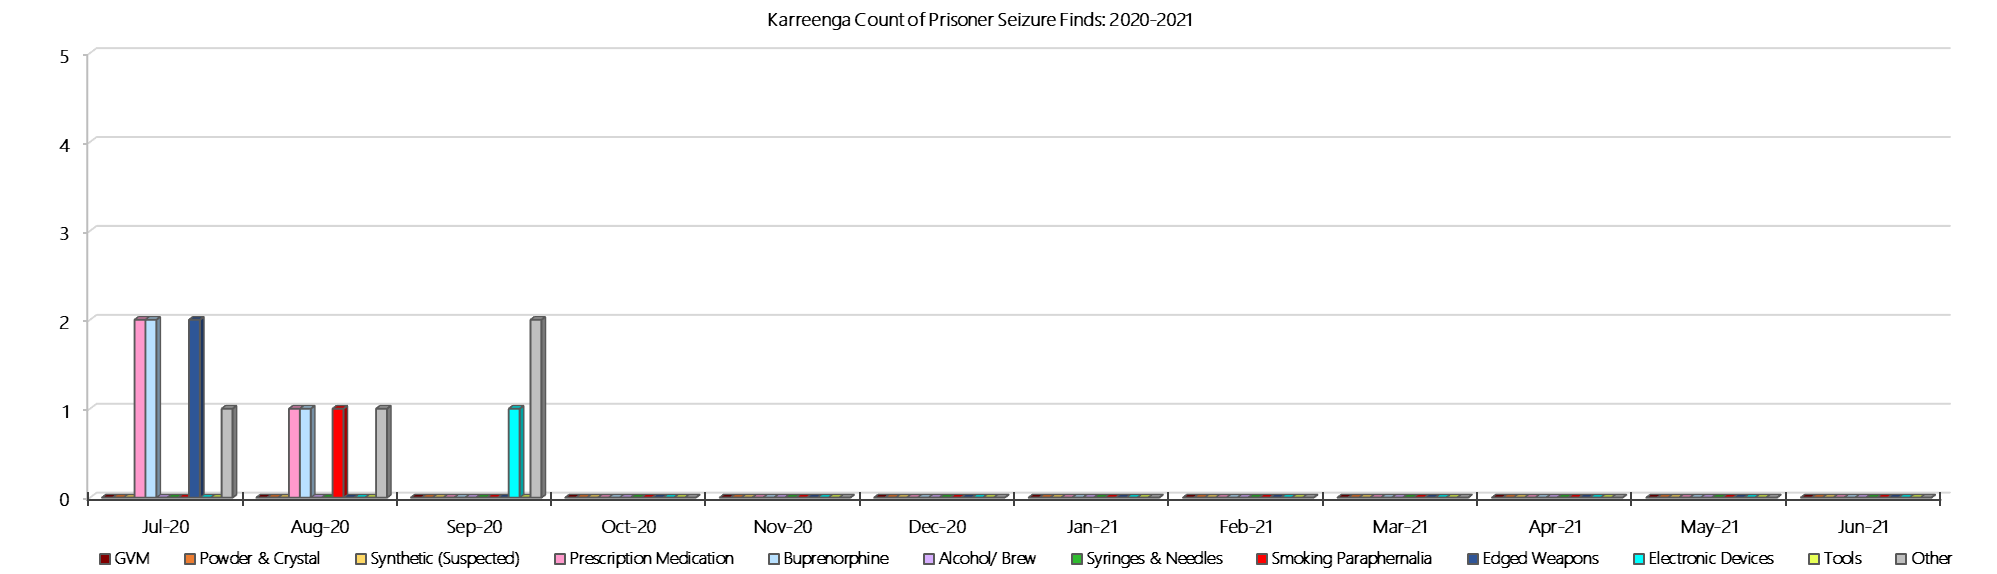 Karreenga Count of Prisoner Seizure Finds: 2020-2021
5
4
3
2
1
0
Jul-20 Aug-20 Sep-20 Oct-20 Nov-20 Dec-20 Jan-21 Feb-21 Mar-21 Apr-21 May-21 Jun-21
GVM Powder & Crystal Synthetic (Suspected) Prescription Medication Buprenorphine Alcohol/ Brew Syringes & Needles Smoking Paraphernalia Edged Weapons Electronic Devices Tools Other